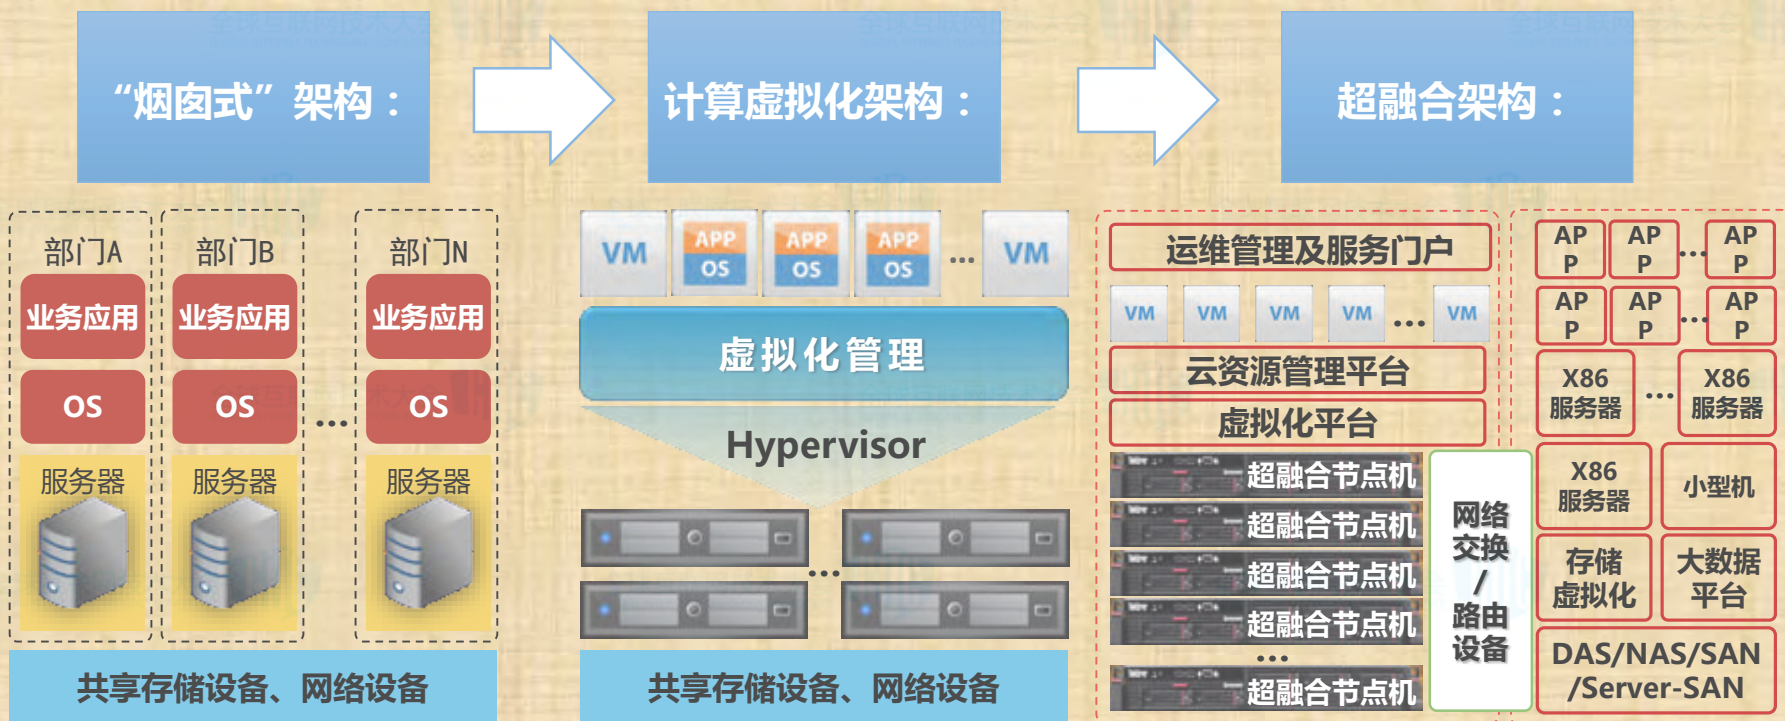 “烟囱式”架构：
计算虚拟化架构：
超融合架构：
部门A
部门B
部门N
业务应用
业务应用
业务应用
OS
OS
...
OS
服务器
服务器
服务器
共享存储设备、网络设备
VM
APP
OS
APP
OS
APP
OS
...
VM
虚拟化管理
Hypervisor
...
共享存储设备、网络设备
运维管理及服务门户
VM
VM
VM
VM
...
VM
云资源管理平台
虚拟化平台
超融合节点机
超融合节点机
超融合节点机
超融合节点机
...
超融合节点机
网络
交换
/
路由
设备
AP
P
AP
P
...
AP
P
AP
P
AP
P
...
AP
P
X86
服务器
...
X86
服务器
X86
服务器
小型机
存储
虚拟化
大数据
平台
DAS/NAS/SAN
/Server-SAN
全球互联网技术大会